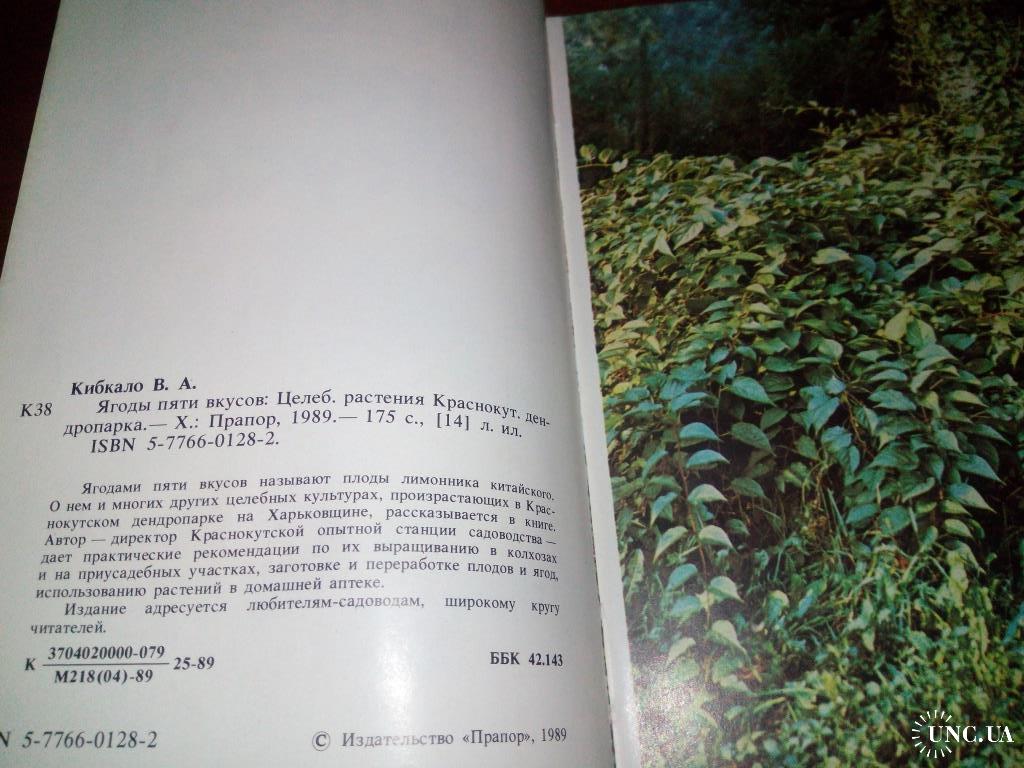 Кибкало В. А.
К38 Ягоды пяти вкусов: Целеб. растения Краснокут. ден-
дропарка.— Х.: Прапор, 1989.— 175 с., [14] л. ил.
ISBN 5-7766-0128-2.
Ягодами пяти вкусов называют плоды лимонника китайского.
О нем и многих других целебных культурах, произрастающих в Крас-
нокутском дендропарке на Харьковщине, рассказывается в книге.
Автор — директор Краснокутской опытной станции садоводства —
дает практические рекомендации по их выращиванию в колхозах
и на приусадебных участках, заготовке и переработке плодов и ягод,
использованию растений в домашней аптеке.
Издание адресуется любителям-садоводам, широкому кругу
читателей.
К 3704020000-079 25-89
М218(04)-89
ББК 42.143
N 5-7766-0128-2
© Издательство «Прапор», 1989
UNC.UA